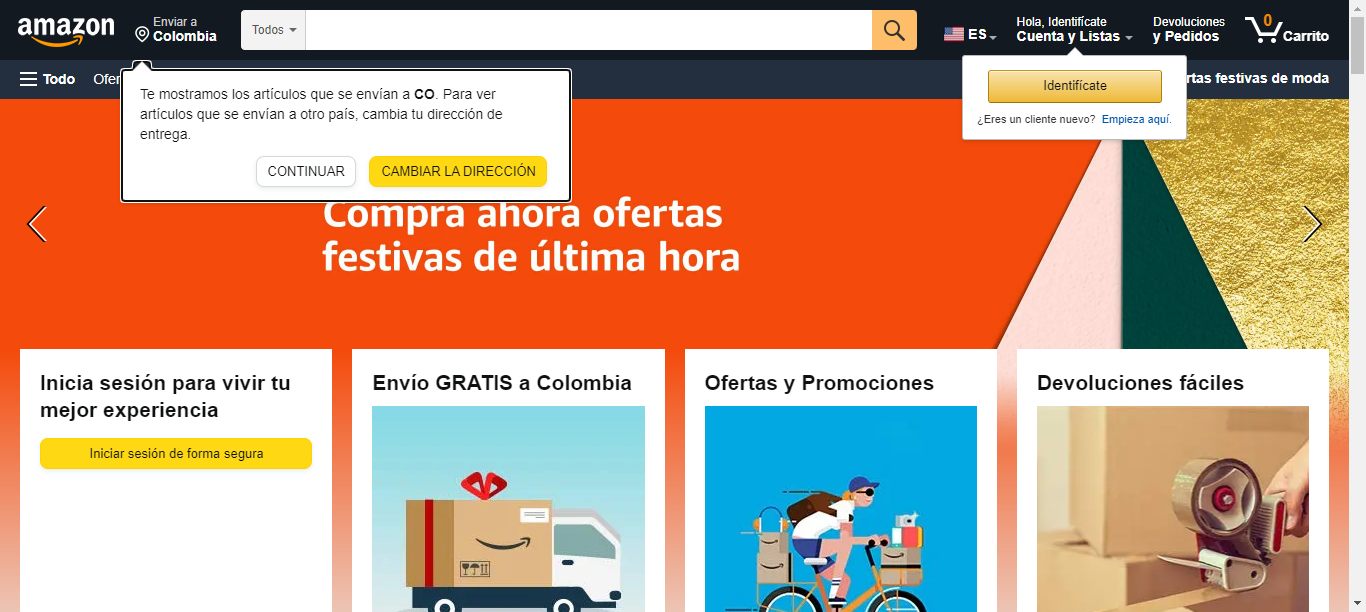 amazon
Enviar a
Colombia
Todos
ES
Hola, Identifícate
Cuenta y Listas
Devoluciones
y Pedidos
0
Carrito
Todo
Ofer
rtas festivas de moda
Te mostramos los artículos que se envían a CO. Para ver
artículos que se envían a otro país, cambia tu dirección de
entrega.
CONTINUAR
CAMBIAR LA DIRECCIÓN
Identifícate
¿Eres un cliente nuevo? Empieza aquí.
Compra ahora ofertas
festivas de última hora
Inicia sesión para vivir tu
mejor experiencia
Iniciar sesión de forma segura
Envío GRATIS a Colombia
Ofertas y Promociones
Devoluciones fáciles